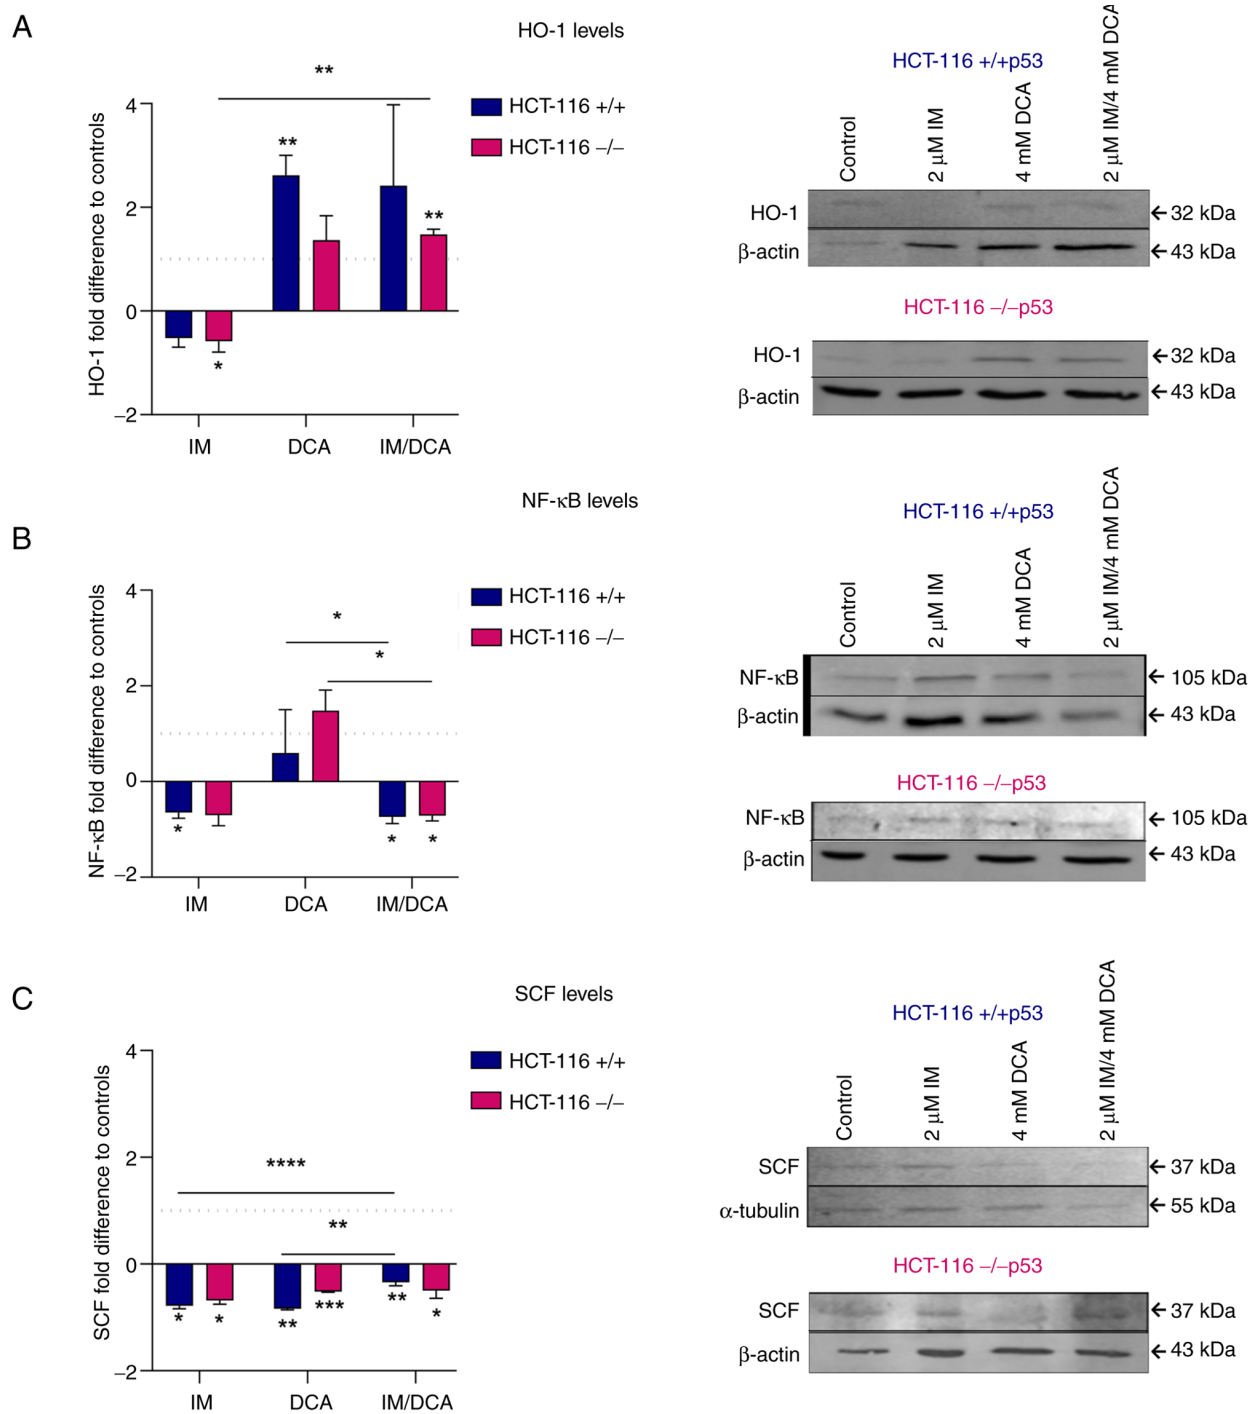 A
HO-1 levels
HO-1 fold difference to controls
4
2
0
−2
**
**
**
*
IM
DCA
IM/DCA
HCT-116 +/+
HCT-116 −/−
HCT-116 +/+p53
Control
2 µM IM
4 mM DCA
2 µM IM/4 mM DCA
HO-1
32 kDa
β-actin
43 kDa
HCT-116 −/−p53
HO-1
32 kDa
β-actin
43 kDa
B
NF-κB levels
NF-κB fold difference to controls
4
2
0
−2
*
*
*
*
*
IM
DCA
IM/DCA
HCT-116 +/+
HCT-116 −/−
HCT-116 +/+p53
Control
2 µM IM
4 mM DCA
2 µM IM/4 mM DCA
NF-κB
105 kDa
β-actin
43 kDa
HCT-116 −/−p53
NF-κB
105 kDa
β-actin
43 kDa
C
SCF levels
SCF fold difference to controls
4
2
0
−2
****
**
*
*
**
***
**
*
IM
DCA
IM/DCA
HCT-116 +/+
HCT-116 −/−
HCT-116 +/+p53
Control
2 µM IM
4 mM DCA
2 µM IM/4 mM DCA
SCF
37 kDa
α-tubulin
55 kDa
HCT-116 −/−p53
SCF
37 kDa
β-actin
43 kDa